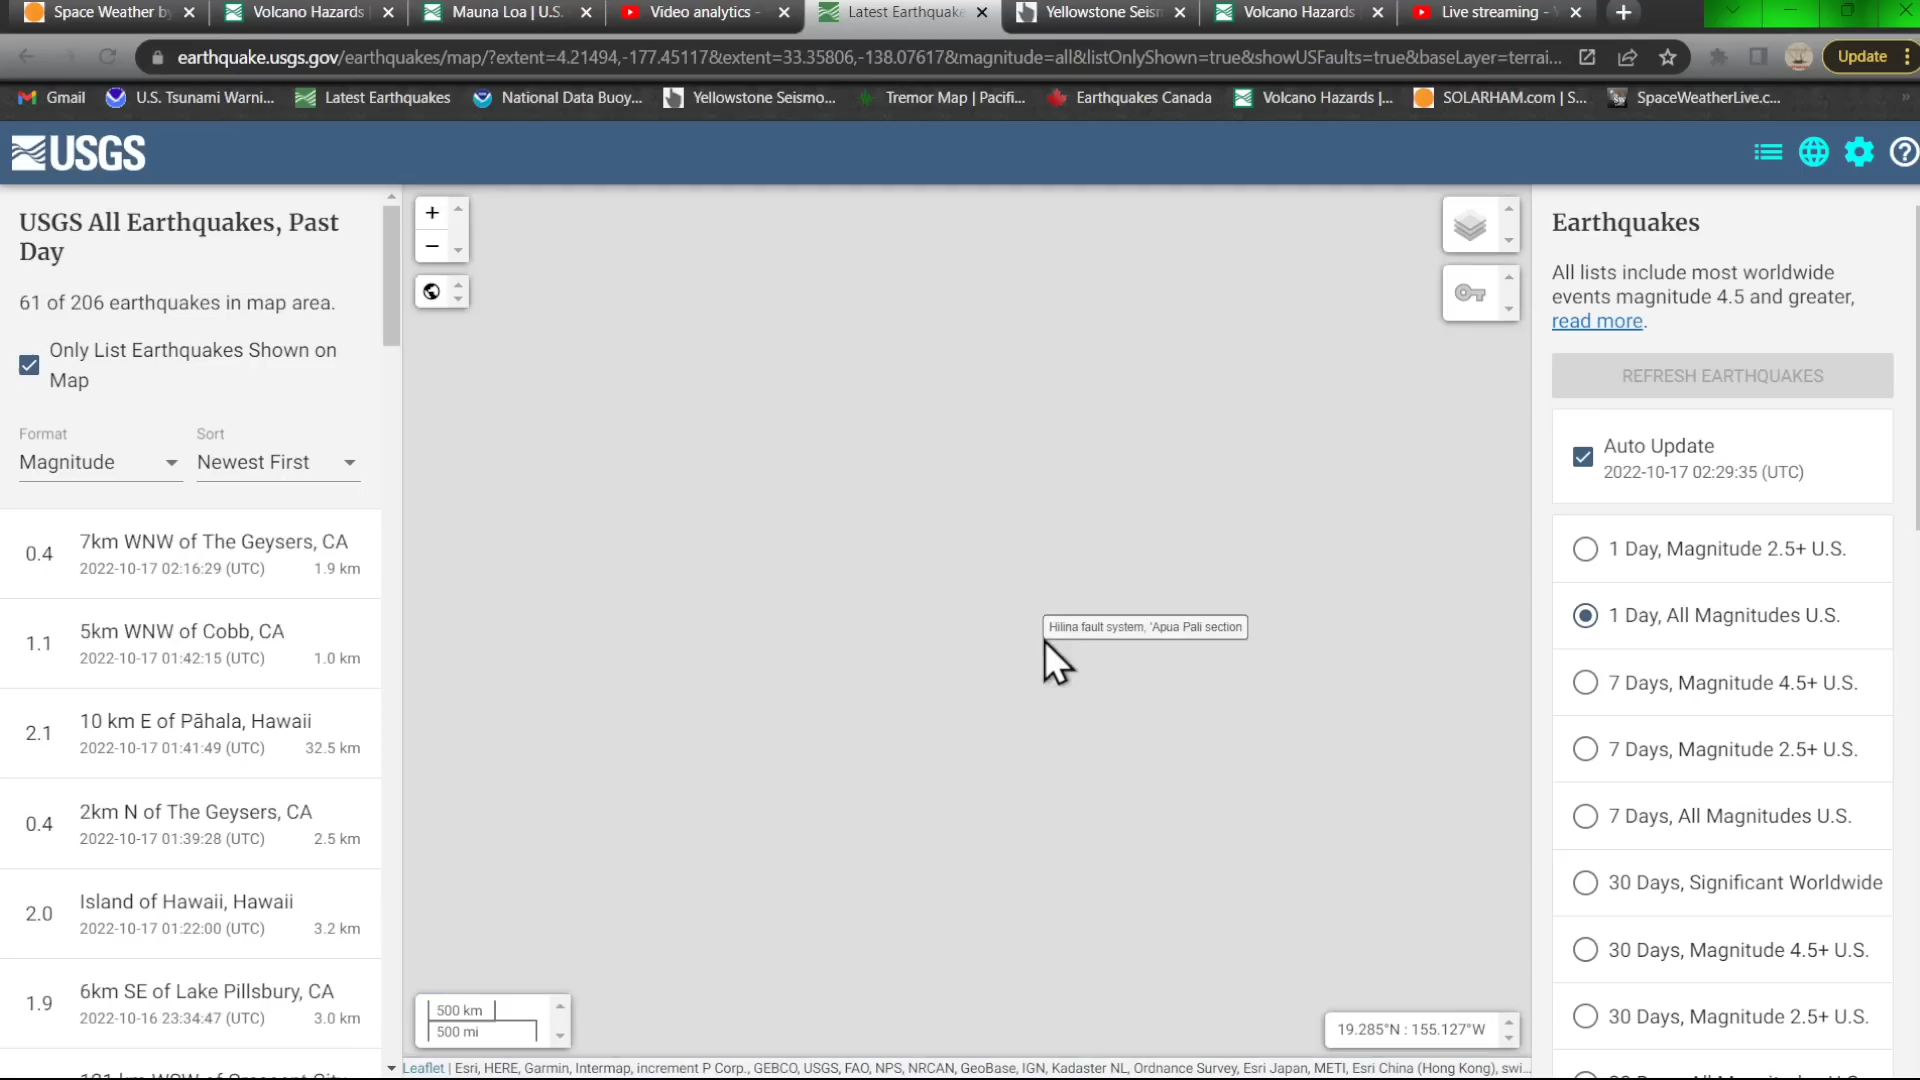 Space Weather by
Volcano Hazards
Mauna Loa | U.S.
Video analytics -
Latest Earthquake
Yellowstone Seism
Volcano Hazards
Live streaming -
earthquake.usgs.gov/earthquakes/map/?extent=4.21494,-177.45117&extent=33.35806,-138.07617&magnitude=all&listOnlyShown=true&showUSFaults=true&baseLayer=terrai...
Update
Gmail
U.S. Tsunami Warni...
Latest Earthquakes
National Data Buoy...
Yellowstone Seismo...
Tremor Map | Pacifi...
Earthquakes Canada
Volcano Hazards |...
SOLARHAM.com | S...
SpaceWeatherLive.c...
USGS
USGS All Earthquakes, Past
Day
61 of 206 earthquakes in map area.
Only List Earthquakes Shown on
Map
Format
Sort
Magnitude
Newest First
0.4
7km WNW of The Geysers, CA
2022-10-17 02:16:29 (UTC) 1.9 km
1.1
5km WNW of Cobb, CA
2022-10-17 01:42:15 (UTC) 1.0 km
2.1
10 km E of Pāhala, Hawaii
2022-10-17 01:41:49 (UTC) 32.5 km
0.4
2km N of The Geysers, CA
2022-10-17 01:39:28 (UTC) 2.5 km
2.0
Island of Hawaii, Hawaii
2022-10-17 01:22:00 (UTC) 3.2 km
1.9
6km SE of Lake Pillsbury, CA
2022-10-16 23:34:47 (UTC) 3.0 km
Hilina fault system, 'Apua Pali section
500 km
500 mi
19.285°N : 155.127°W
Leaflet | Esri, HERE, Garmin, Intermap, increment P Corp., GEBCO, USGS, FAO, NPS, NRCAN, GeoBase, IGN, Kadaster NL, Ordnance Survey, Esri Japan, METI, Esri China (Hong Kong), swi...
Earthquakes
All lists include most worldwide
events magnitude 4.5 and greater,
read more.
REFRESH EARTHQUAKES
Auto Update
2022-10-17 02:29:35 (UTC)
1 Day, Magnitude 2.5+ U.S.
1 Day, All Magnitudes U.S.
7 Days, Magnitude 4.5+ U.S.
7 Days, Magnitude 2.5+ U.S.
7 Days, All Magnitudes U.S.
30 Days, Significant Worldwide
30 Days, Magnitude 4.5+ U.S.
30 Days, Magnitude 2.5+ U.S.